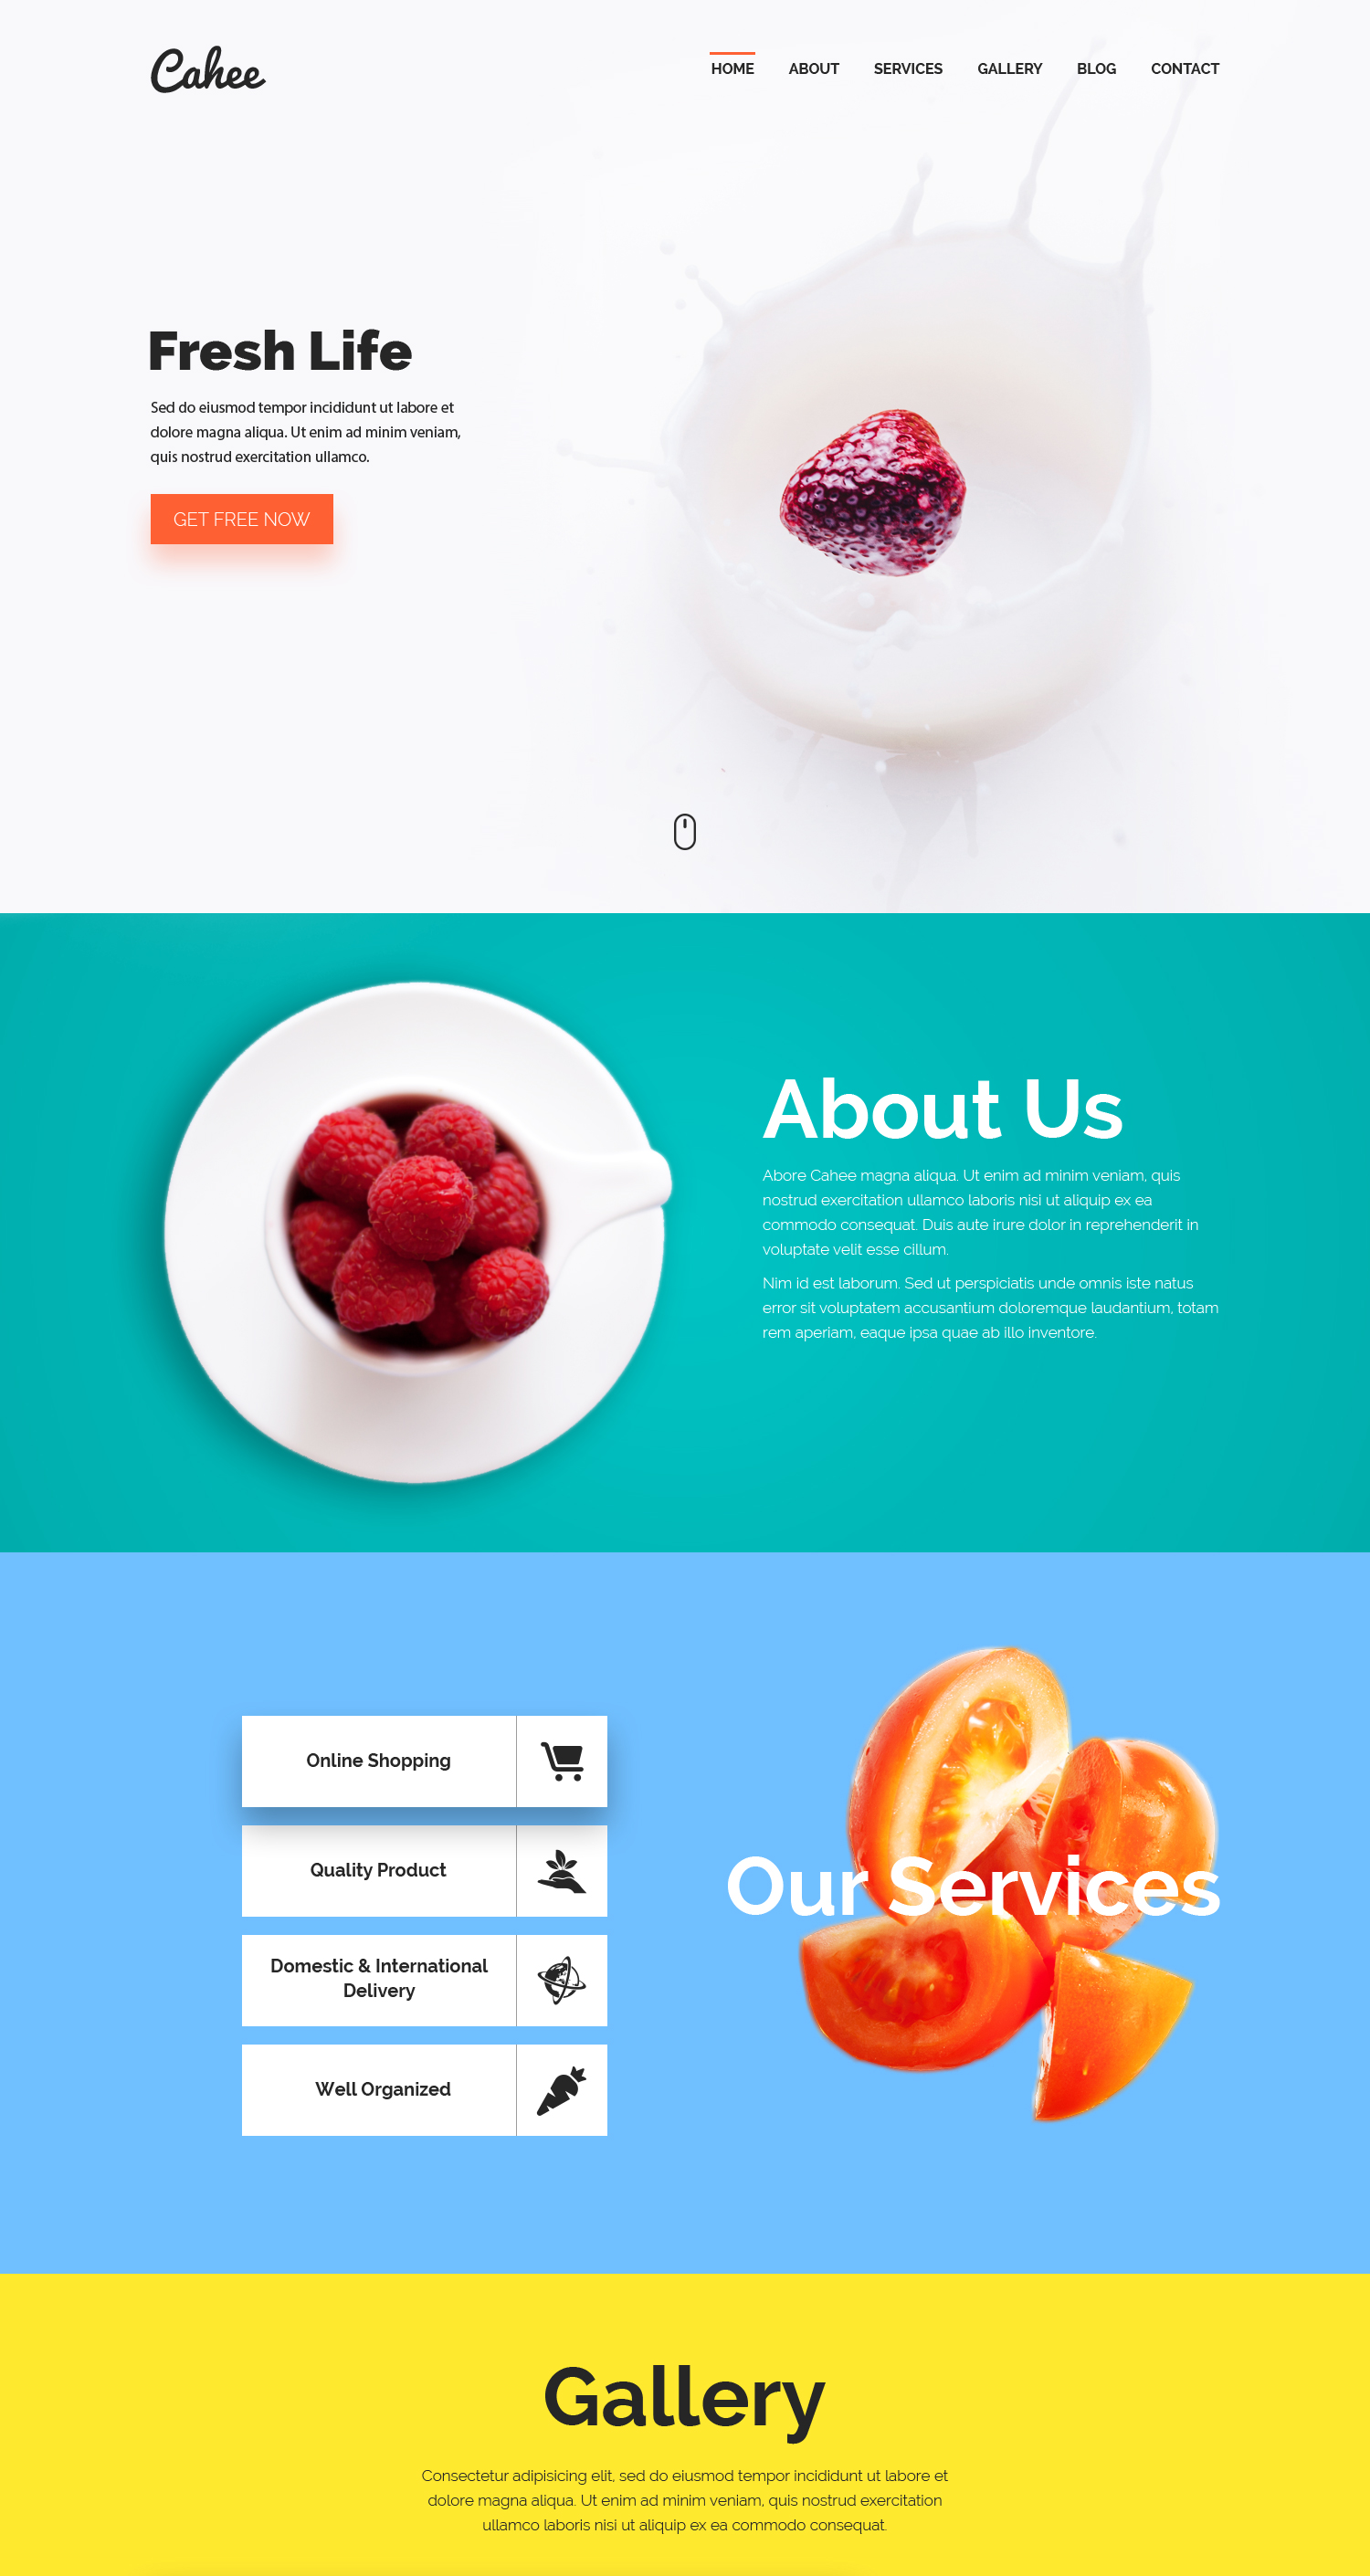 Cahee
HOME ABOUT SERVICES GALLERY BLOG CONTACT
Fresh Life
Sed do eiusmod tempor incididunt ut labore et
dolore magna aliqua. Ut enim ad minim veniam,
quis nostrud exercitation ullamco.
GET FREE NOW
About Us
Abore Cahee magna aliqua. Ut enim ad minim veniam, quis
nostrud exercitation ullamco laboris nisi ut aliquip ex ea
commodo consequat. Duis aute irure dolor in reprehenderit in
voluptate velit esse cillum.
Nim id est laborum. Sed ut perspiciatis unde omnis iste natus
error sit voluptatem accusantium doloremque laudantium, totam
rem aperiam, eaque ipsa quae ab illo inventore.
Online Shopping
Quality Product
Domestic & International
Delivery
Well Organized
Our Services
Gallery
Consectetur adipisicing elit, sed do eiusmod tempor incididunt ut labore et
dolore magna aliqua. Ut enim ad minim veniam, quis nostrud exercitation
ullamco laboris nisi ut aliquip ex ea commodo consequat.